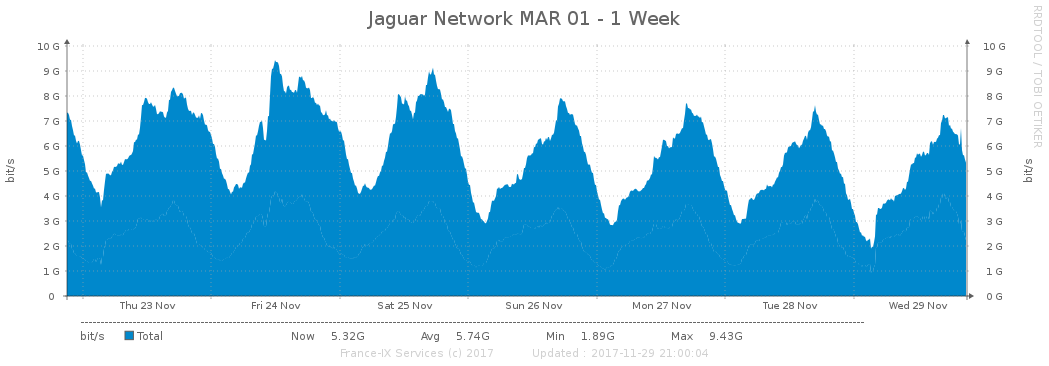 Jaguar Network MAR 01 - 1 Week
RRDTOOL / TOBI OETIKER
bit/s
10 G
9 G
8 G
7 G
6 G
5 G
4 G
3 G
2 G
1 G
0
10 G
9 G
8 G
7 G
6 G
5 G
4 G
3 G
2 G
1 G
0 G
bit/s
Thu 23 Nov Fri 24 Nov Sat 25 Nov Sun 26 Nov Mon 27 Nov Tue 28 Nov Wed 29 Nov
bit/s Total Now 5.32G Avg 5.74G Min 1.89G Max 9.43G
France-IX Services (c) 2017 Updated : 2017-11-29 21:00:04